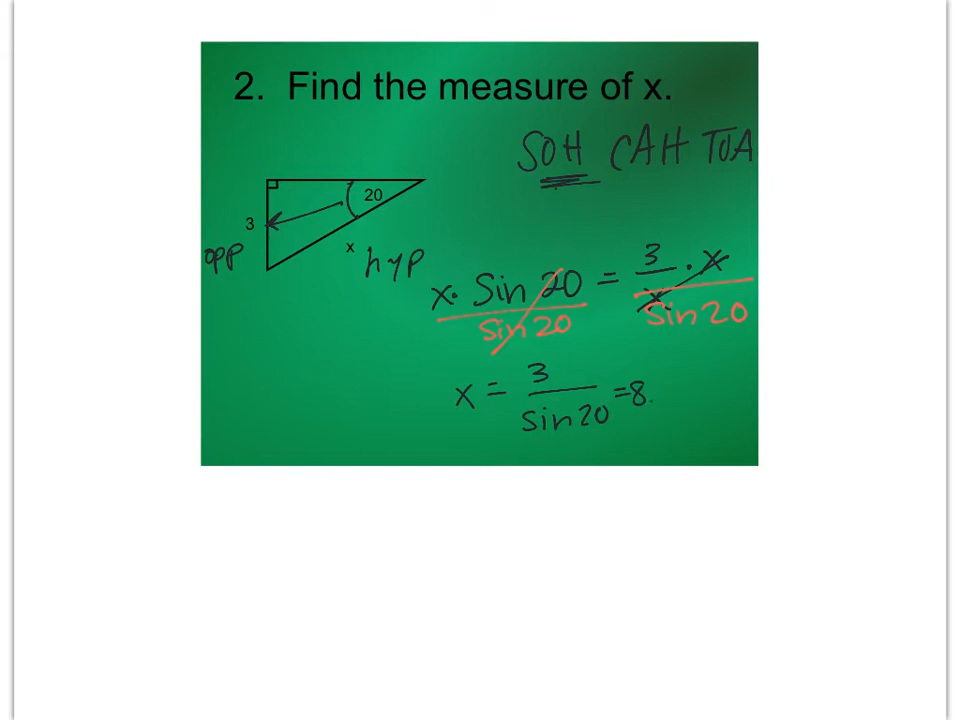 2. Find the measure of x.
SOH CAH TOA
20
3
opp
x
hyp
x. Sin 20 = 3/x . x
sin 20
sin 20
x = 3/sin 20 = 8.